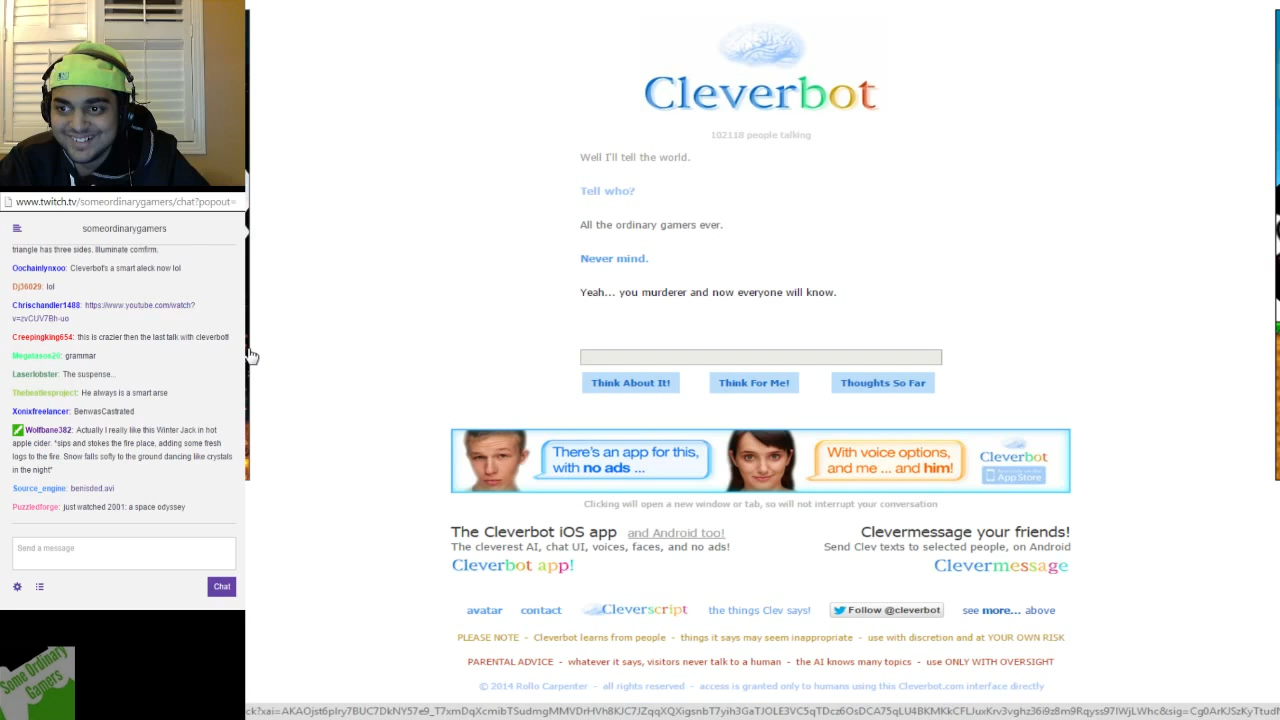 Cleverbot
102118 people talking
Well I'll tell the world.
Tell who?
All the ordinary gamers ever.
Never mind.
Yeah... you murderer and now everyone will know.
Think About It!
Think For Me!
Thoughts So Far
There's an app for this,
with no ads ...
With voice options,
and me ... and him!
Cleverbot
App Store
Clicking will open a new window or tab, so will not interrupt your conversation
The Cleverbot iOS app and Android too!
The cleverest AI, chat UI, voices, faces, and no ads!
Cleverbot app!
Clevermessage your friends!
Send Clev texts to selected people, on Android
Clevermessage
avatar contact Cleverscript the things Clev says! Follow @cleverbot see more... above
PLEASE NOTE - Cleverbot learns from people - things it says may seem inappropriate - use with discretion and at YOUR OWN RISK
PARENTAL ADVICE - whatever it says, visitors never talk to a human - the AI knows many topics - use ONLY WITH OVERSIGHT
© 2014 Rollo Carpenter - all rights reserved - access is granted only to humans using this Cleverbot.com interface directly
www.twitch.tv/someordinarygamers/chat?popout=
someordinarygamers
triangle has three sides. Illuminate comfirm.
Oochainlynxoo: Cleverbot's a smart aleck now lol
Dj36029: lol
Chrischandler1488: https://www.youtube.com/watch?
v=zvCUV7Bh-uo
Creepingking654: this is crazier then the last talk with cleverbot!
Megatasos20: grammar
Laserlobster: The suspense...
Thebeatlesproject: He always is a smart arse
Xonixfreelancer: BenwasCastrated
Wolfbane382: Actually I really like this Winter Jack in hot
apple cider. *sips and stokes the fire place, adding some fresh
logs to the fire. Snow falls softly to the ground dancing like crystals
in the night*
Source_engine: benisded.avi
Puzzledforge: just watched 2001: a space odyssey
Send a message
Chat
Some Ordinary
Gamers